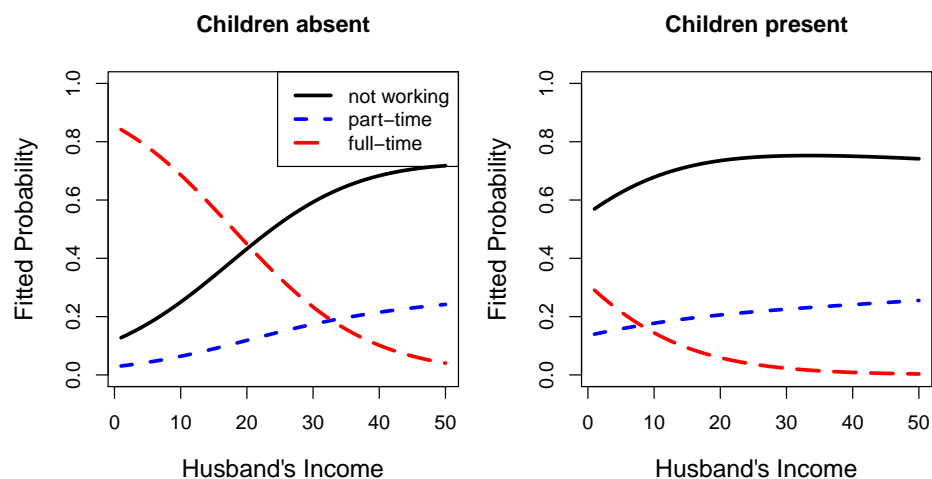 Children absent
Fitted Probability
1.0
0.8
0.6
0.4
0.2
0.0
not working
part−time
full−time
0 10 20 30 40 50
Husband's Income
Children present
Fitted Probability
1.0
0.8
0.6
0.4
0.2
0.0
0 10 20 30 40 50
Husband's Income